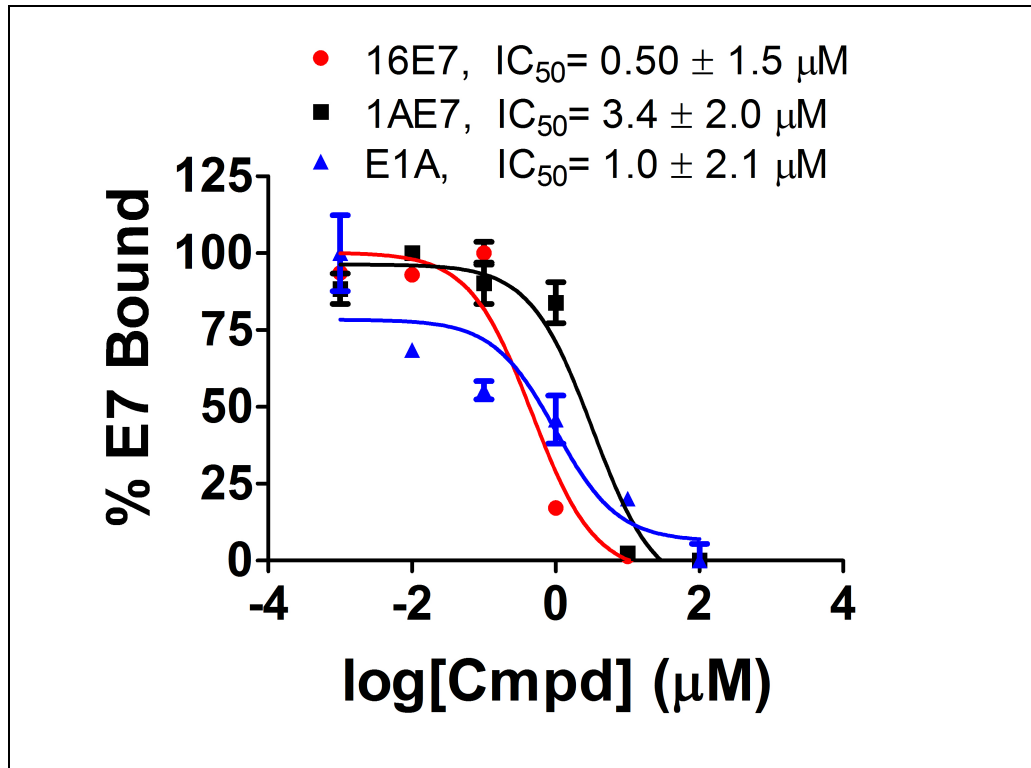 16E7, IC50= 0.50 ± 1.5 μM
1AE7, IC50= 3.4 ± 2.0 μM
E1A, IC50= 1.0 ± 2.1 μM
125
100
75
50
25
0
% E7 Bound
-4 -2 0 2 4
log[Cmpd] (μM)